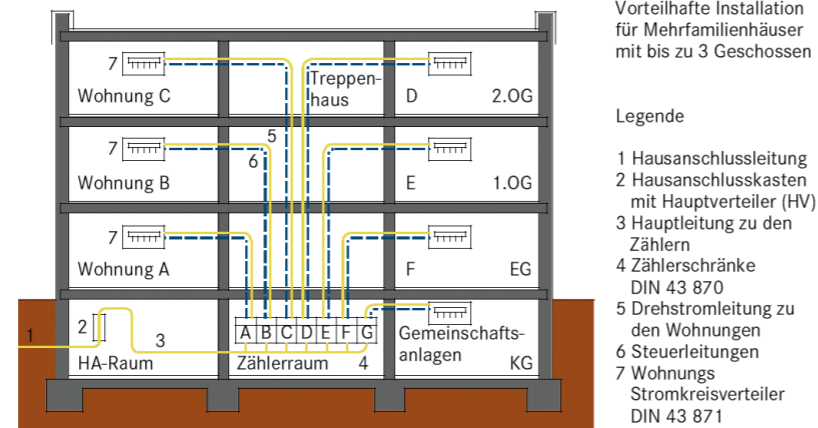 Vorteilhafte Installation
für Mehrfamilienhäuser
mit bis zu 3 Geschossen
Legende
1 Hausanschlussleitung
2 Hausanschlusskasten
mit Hauptverteiler (HV)
3 Hauptleitung zu den
Zählern
4 Zählerschränke
DIN 43 870
5 Drehstromleitung zu
den Wohnungen
6 Steuerleitungen
7 Wohnungs
Stromkreisverteiler
DIN 43 871
7
Treppen-
haus
Wohnung C
D 2.OG
5
7
6
Wohnung B
E 1.OG
7
Wohnung A
F EG
1
2
3
A B C D E F G
Gemeinschafts-
anlagen
HA-Raum
Zählerraum 4
KG